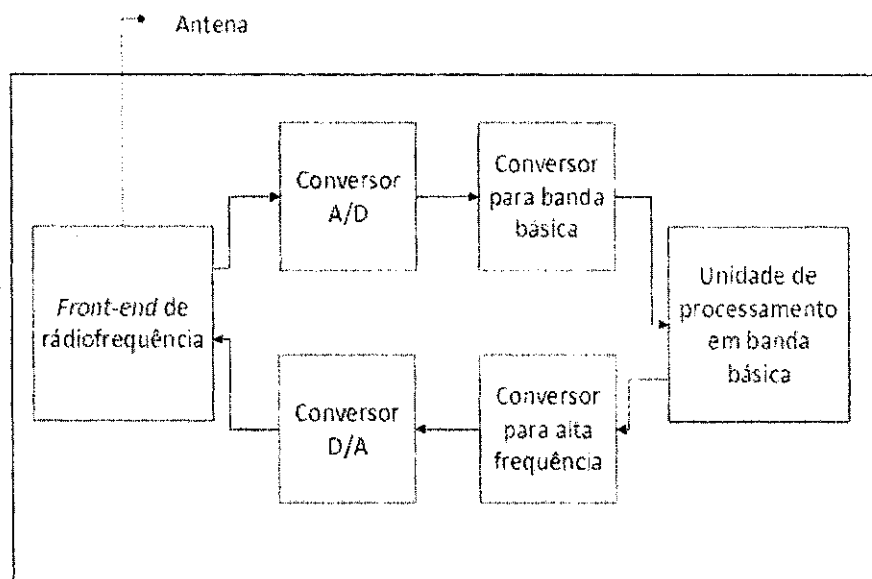 Antena
Conversor
A/D
Conversor
para banda
básica
Front-end de
rádiofrequência
Unidade de
processamento
em banda
básica
Conversor
D/A
Conversor
para alta
frequência